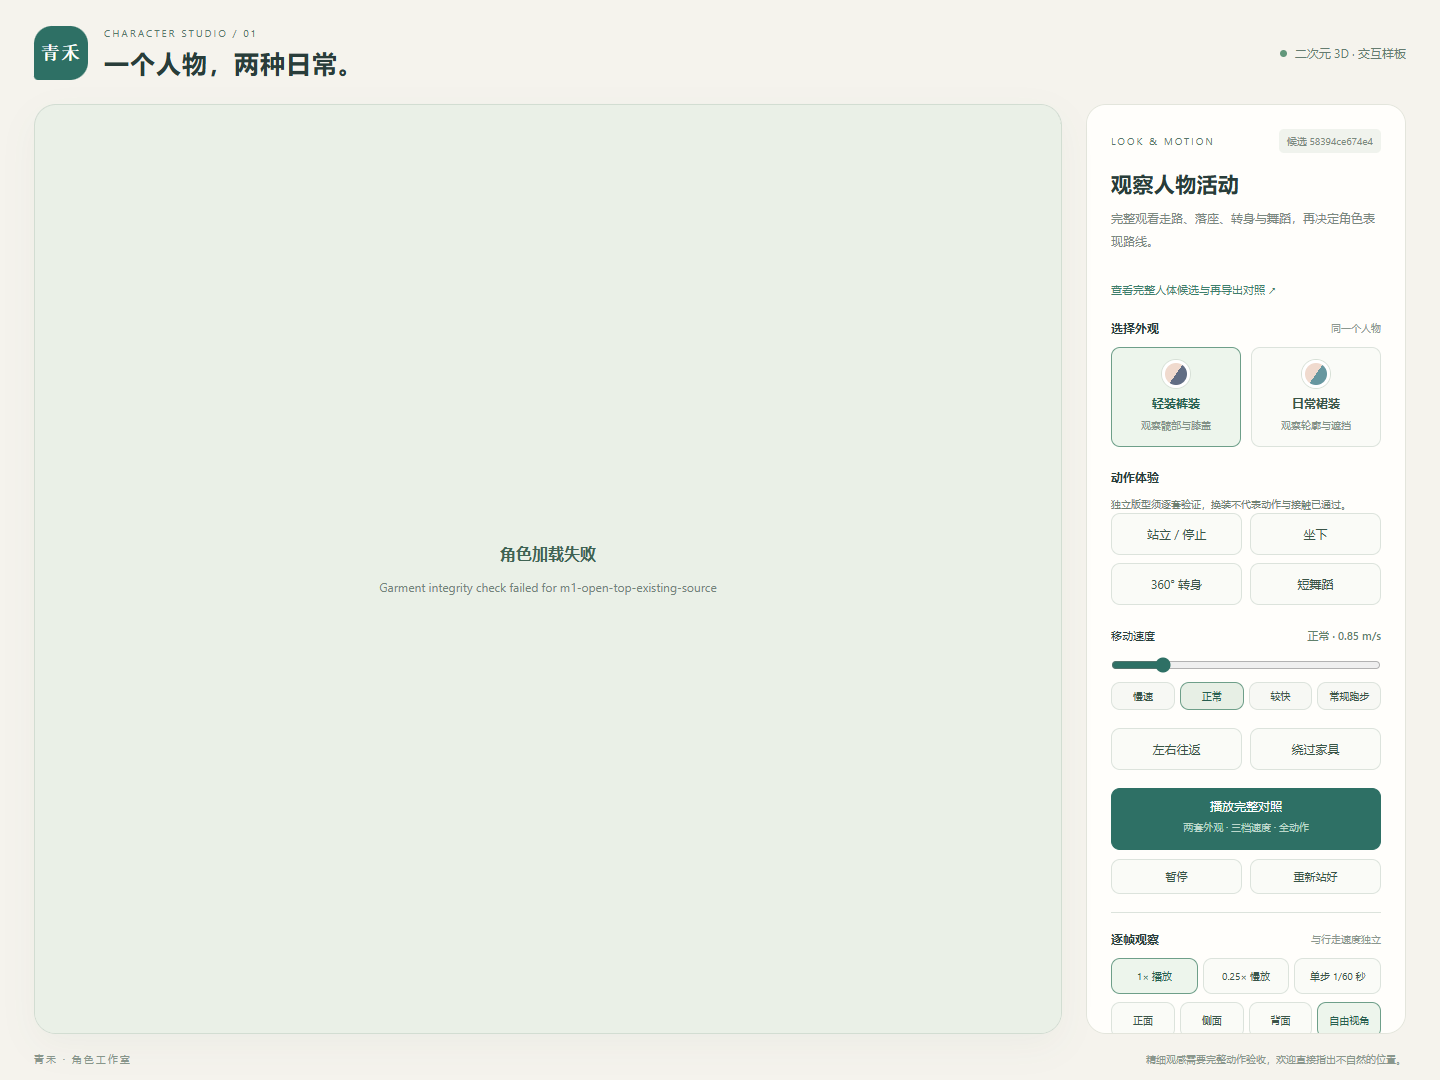 青禾
CHARACTER STUDIO / 01
一个人物，两种日常。
二次元 3D · 交互样板
角色加载失败
Garment integrity check failed for m1-open-top-existing-source
LOOK & MOTION
候选 58394ce674e4
观察人物活动
完整观看走路、落座、转身与舞蹈，再决定角色表
现路线。
查看完整人体候选与再导出对照 ↗
选择外观
同一个人物
轻装裤装
观察髋部与膝盖
日常裙装
观察轮廓与遮挡
动作体验
独立版型须逐套验证，换装不代表动作与接触已通过。
站立 / 停止
坐下
360° 转身
短舞蹈
移动速度
正常 · 0.85 m/s
慢速
正常
较快
常规跑步
左右往返
绕过家具
播放完整对照
两套外观 · 三档速度 · 全动作
暂停
重新站好
逐帧观察
与行走速度独立
1× 播放
0.25× 慢放
单步 1/60 秒
正面
侧面
背面
自由视角
青禾 · 角色工作室
精细观感需要完整动作验收，欢迎直接指出不自然的位置。